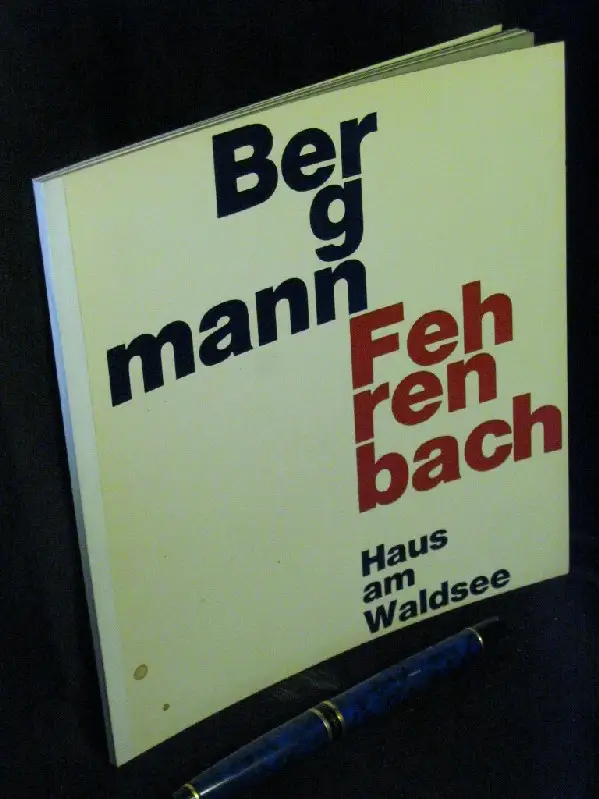 Ber
g
mann
Feh
ren
bach
Haus
am
Waldsee